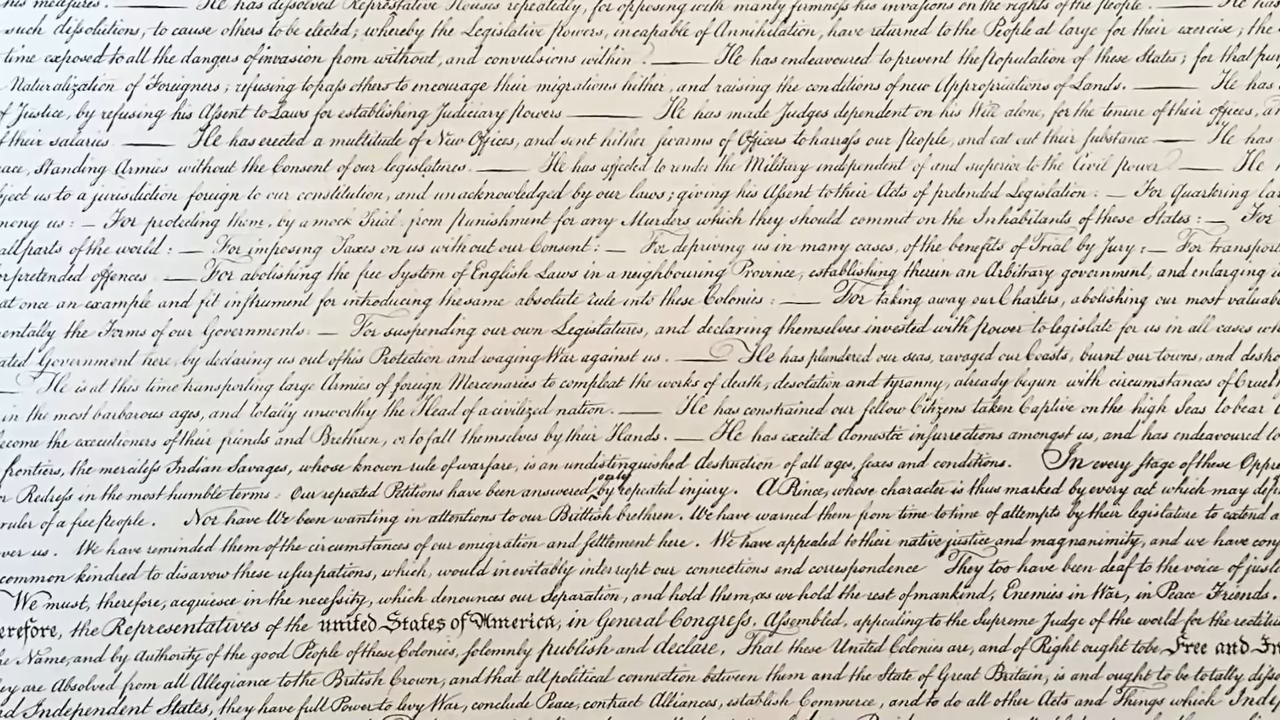 his measures. — He has dissolved Representative Houses repeatedly, for opposing with manly firmness his invasions on the rights of the people. — He has
such dissolutions, to cause others to be elected; whereby the Legislative powers, incapable of Annihilation, have returned to the People at large for their exercise; the
time exposed to all the dangers of invasion from without, and convulsions within. — He has endeavoured to prevent the population of these States; for that pur
Naturalization of Foreigners; refusing to pass others to encourage their migrations hither, and raising the conditions of new Appropriations of Lands. — He has
of Justice, by refusing his Assent to Laws for establishing Judiciary powers — He has made Judges dependent on his Will alone, for the tenure of their offices, a
f their salaries. — He has erected a multitude of New Offices, and sent hither swarms of Officers to harrass our people, and eat out their substance — He has
ace, Standing Armies without the Consent of our legislatures. — He has affected to render the Military independent of and superior to the Civil power. — He
bject us to a jurisdiction foreign to our constitution, and unacknowledged by our laws; giving his Assent to their Acts of pretended Legislation: — For Quartering lar
mong us: — For protecting them, by a mock Trial, from punishment for any Murders which they should commit on the Inhabitants of these States: — For
all parts of the world: — For imposing Taxes on us without our Consent: — For depriving us in many cases, of the benefits of Trial by Jury: — For transport
or pretended offences — For abolishing the free System of English Laws in a neighbouring Province, establishing therein an Arbitrary government, and enlarging i
at once an example and fit instrument for introducing the same absolute rule into these Colonies: — For taking away our Charters, abolishing our most valuabl
entally the Forms of our Governments: — For suspending our own Legislatures, and declaring themselves invested with power to legislate for us in all cases wh
ated Government here, by declaring us out of his Protection and waging War against us. — He has plundered our seas, ravaged our Coasts, burnt our towns, and destr
— He is at this time transporting large Armies of foreign Mercenaries to compleat the works of death, desolation and tyranny, already begun with circumstances of Cruel
in the most barbarous ages, and totally unworthy the Head of a civilized nation. — He has constrained our fellow Citizens taken Captive on the high Seas to bear
ecome the executioners of their friends and Brethren, or to fall themselves by their Hands. — He has excited domestic insurrections amongst us, and has endeavoured to
frontiers, the merciless Indian Savages, whose known rule of warfare, is an undistinguished destruction of all ages, sexes and conditions. In every stage of these Oppre
r Redress in the most humble terms: Our repeated Petitions have been answered only by repeated injury. A Prince, whose character is thus marked by every act which may defi
ruler of a free people. Nor have We been wanting in attentions to our Brittish brethren. We have warned them from time to time of attempts by their legislature to extend a
ver us. We have reminded them of the circumstances of our emigration and settlement here. We have appealed to their native justice and magnanimity, and we have conj
common kindred to disavow these usurpations, which, would inevitably interrupt our connections and correspondence They too have been deaf to the voice of justi
We must, therefore, acquiesce in the necessity, which denounces our Separation, and hold them, as we hold the rest of mankind, Enemies in War, in Peace Friends.
erefore, the Representatives of the united States of America, in General Congress, Assembled, appealing to the Supreme Judge of the world for the rectitu
he Name, and by Authority of the good People of these Colonies, solemnly publish and declare, That these United Colonies are, and of Right ought to be Free and In
ey are Absolved from all Allegiance to the British Crown, and that all political connection between them and the State of Great Britain, is and ought to be totally disso
nd Independent States, they have full Power to levy War, conclude Peace, contract Alliances, establish Commerce, and to do all other Acts and Things which Indep